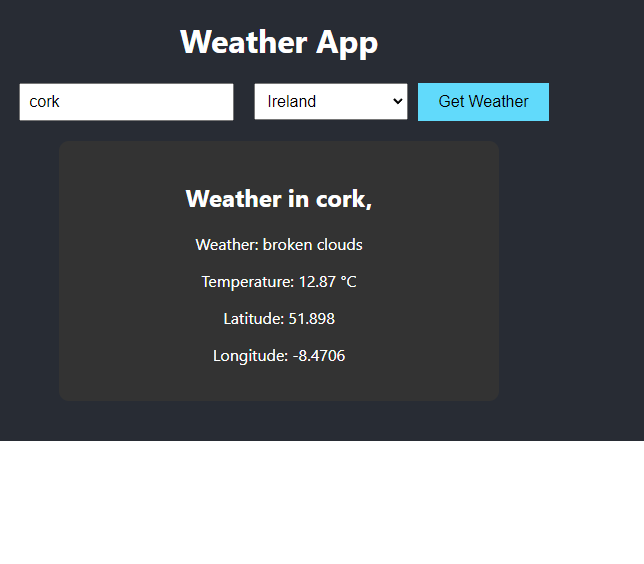 Weather App
cork Ireland Get Weather
Weather in cork,
Weather: broken clouds
Temperature: 12.87 °C
Latitude: 51.898
Longitude: -8.4706